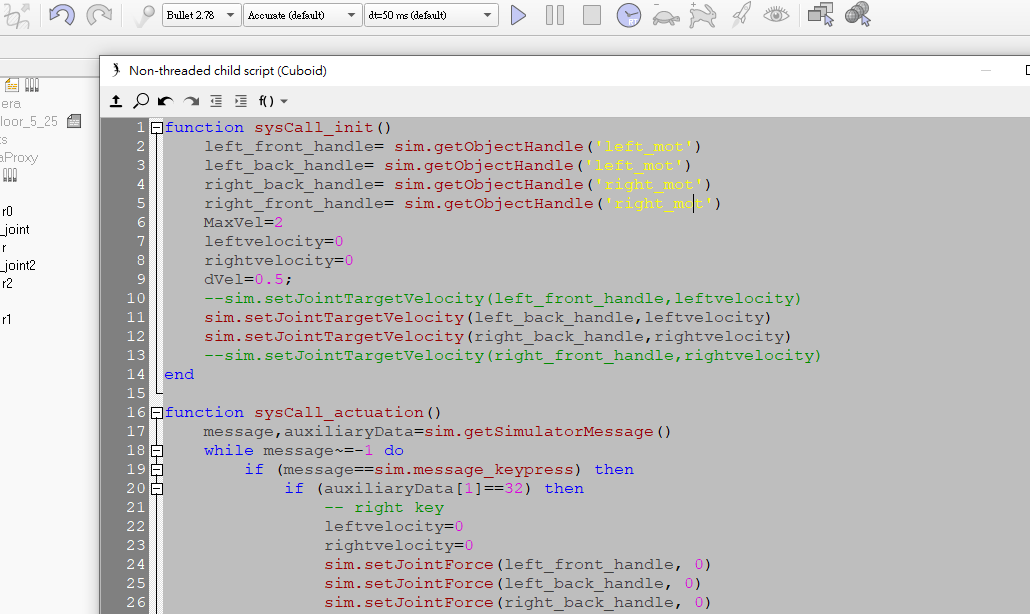 Bullet 2.78
Accurate (default)
dt=50 ms (default)
RT
Non-threaded child script (Cuboid)
f()
era
loor_5_25
ts
aProxy
r0
_joint
r
_joint2
r2
r1
1 function sysCall_init()
2 left_front_handle= sim.getObjectHandle('left_mot')
3 left_back_handle= sim.getObjectHandle('left_mot')
4 right_back_handle= sim.getObjectHandle('right_mot')
5 right_front_handle= sim.getObjectHandle('right_mot')
6 MaxVel=2
7 leftvelocity=0
8 rightvelocity=0
9 dVel=0.5;
10 --sim.setJointTargetVelocity(left_front_handle,leftvelocity)
11 sim.setJointTargetVelocity(left_back_handle,leftvelocity)
12 sim.setJointTargetVelocity(right_back_handle,rightvelocity)
13 --sim.setJointTargetVelocity(right_front_handle,rightvelocity)
14 end
15
16 function sysCall_actuation()
17 message,auxiliaryData=sim.getSimulatorMessage()
18 while message~=-1 do
19 if (message==sim.message_keypress) then
20 if (auxiliaryData[1]==32) then
21 -- right key
22 leftvelocity=0
23 rightvelocity=0
24 sim.setJointForce(left_front_handle, 0)
25 sim.setJointForce(left_back_handle, 0)
26 sim.setJointForce(right_back_handle, 0)